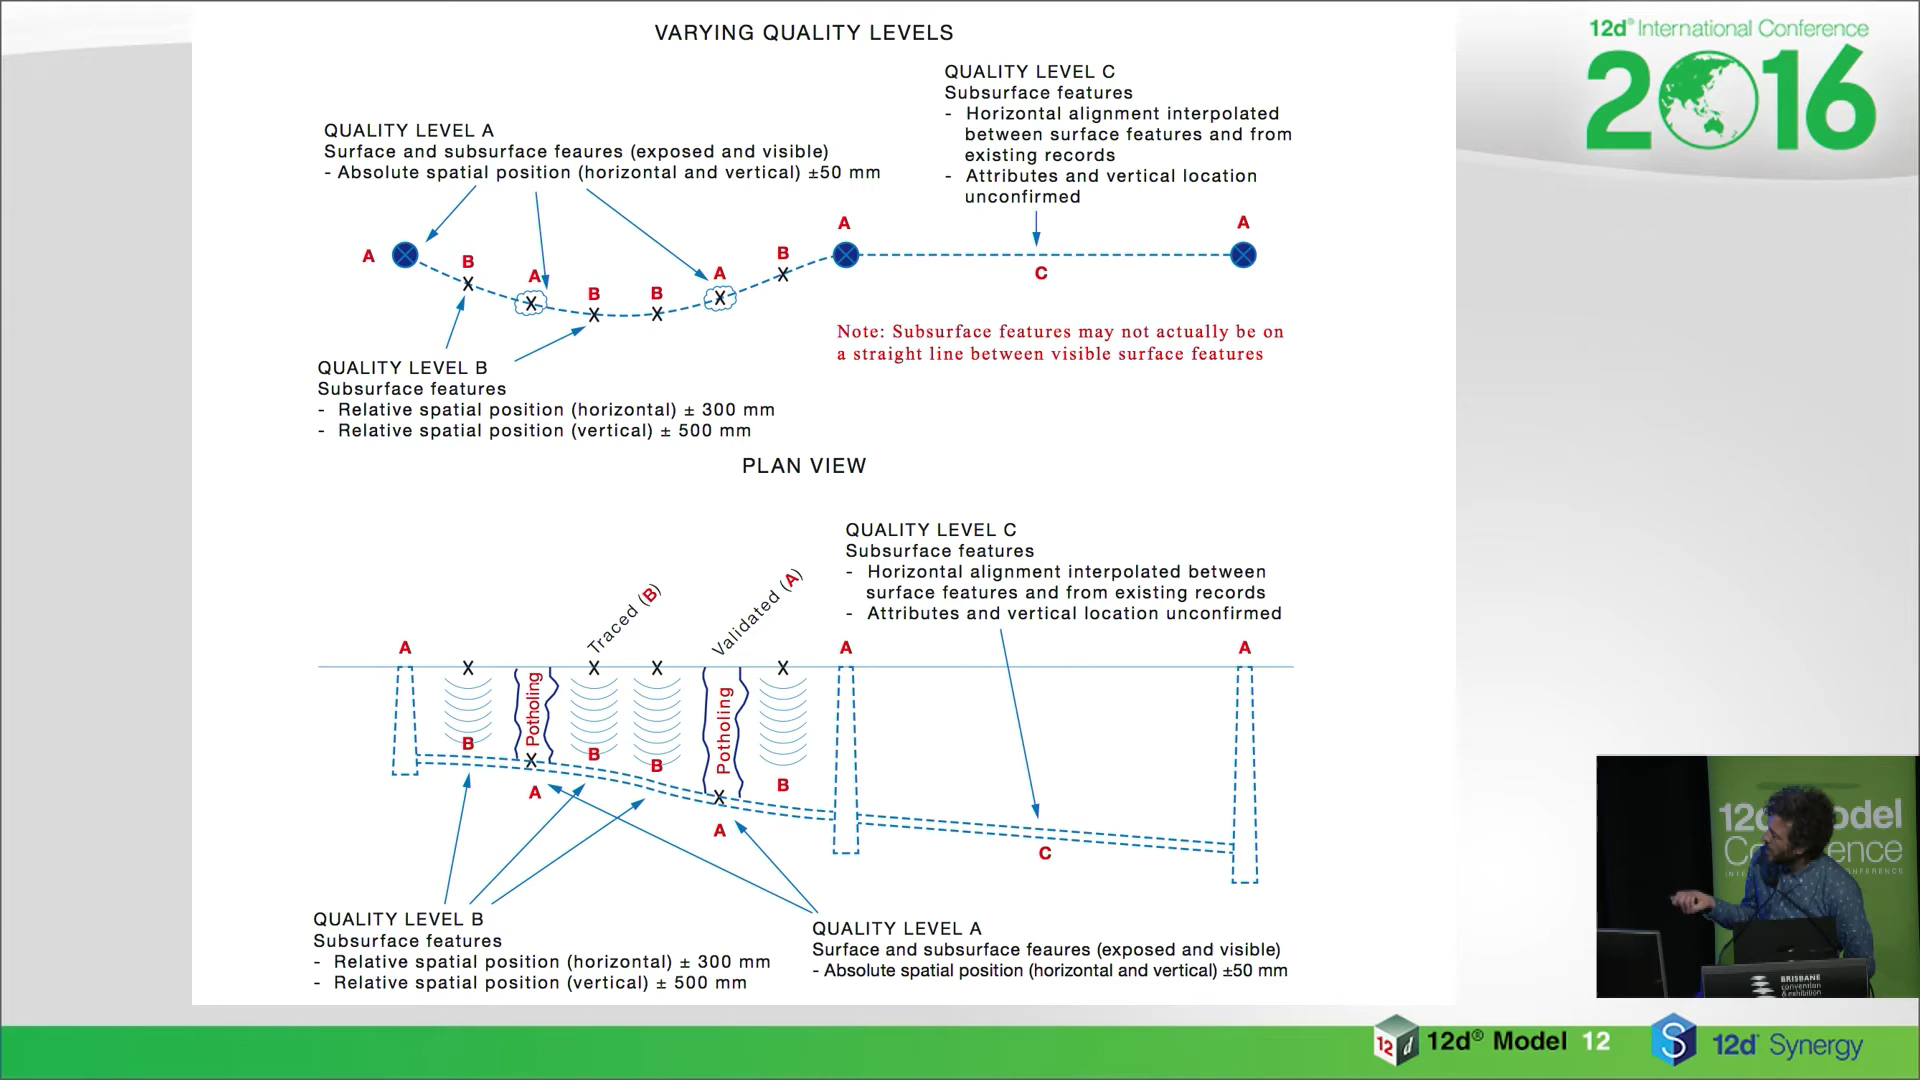 VARYING QUALITY LEVELS
12d® International Conference
2016
QUALITY LEVEL C
Subsurface features
- Horizontal alignment interpolated
between surface features and from
existing records
- Attributes and vertical location
unconfirmed
QUALITY LEVEL A
Surface and subsurface feaures (exposed and visible)
- Absolute spatial position (horizontal and vertical) ±50 mm
A
B
A
B
B
A
B
A
C
A
Note: Subsurface features may not actually be on
a straight line between visible surface features
QUALITY LEVEL B
Subsurface features
- Relative spatial position (horizontal) ± 300 mm
- Relative spatial position (vertical) ± 500 mm
PLAN VIEW
QUALITY LEVEL C
Subsurface features
- Horizontal alignment interpolated between
surface features and from existing records
- Attributes and vertical location unconfirmed
Traced (B)
Validated (A)
A
A
A
Potholing
Potholing
B
B
B
B
A
A
C
QUALITY LEVEL B
Subsurface features
- Relative spatial position (horizontal) ± 300 mm
- Relative spatial position (vertical) ± 500 mm
QUALITY LEVEL A
Surface and subsurface feaures (exposed and visible)
- Absolute spatial position (horizontal and vertical) ±50 mm
BRISBANE
convention
& exhibition
12 d 12d® Model 12
S 12d Synergy